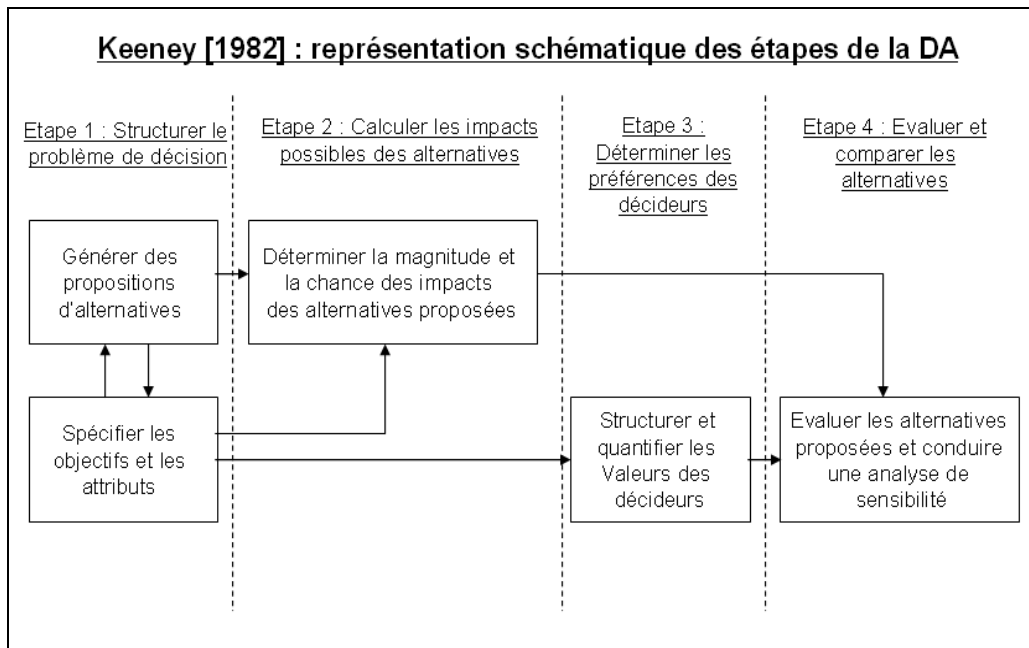 Keeney [1982] : représentation schématique des étapes de la DA
Etape 1 : Structurer le
problème de décision
Etape 2 : Calculer les impacts
possibles des alternatives
Etape 3 :
Déterminer les
préférences des
décideurs
Etape 4 : Evaluer et
comparer les
alternatives
Générer des
propositions
d'alternatives
Déterminer la magnitude et
la chance des impacts
des alternatives proposées
Spécifier les
objectifs et les
attributs
Structurer et
quantifier les
Valeurs des
décideurs
Evaluer les alternatives
proposées et conduire
une analyse de
sensibilité